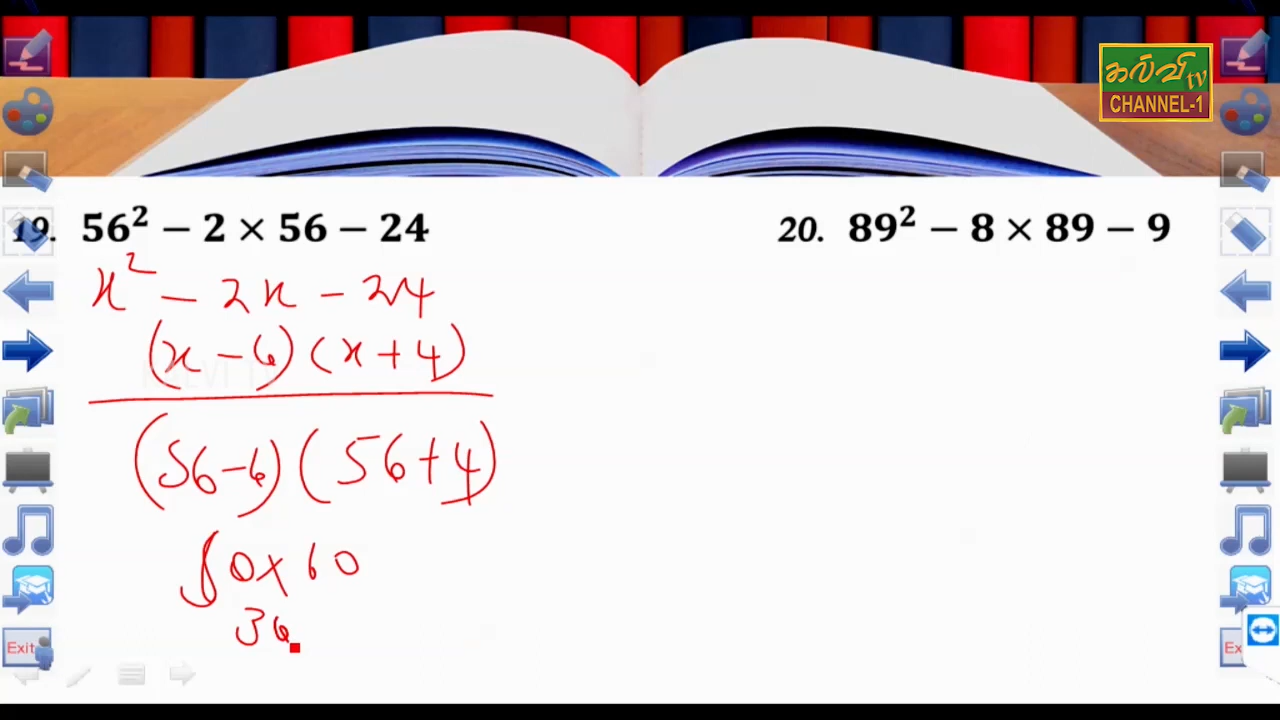 கல்வி tv
CHANNEL-1
19. 56² − 2 × 56 − 24
x² − 2x − 24
(x − 6) (x + 4)
(56 − 6) (56 + 4)
50 × 60
30
20. 89² − 8 × 89 − 9
Exit